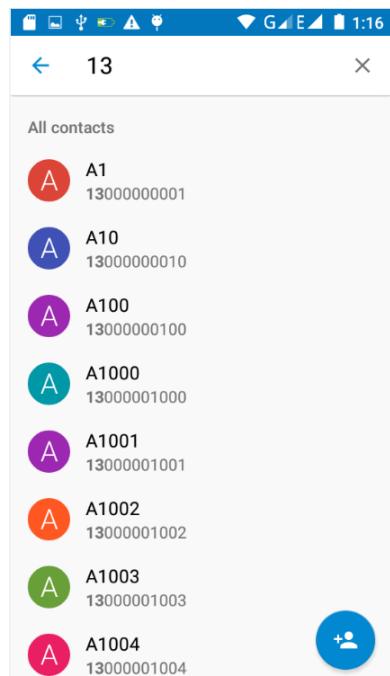 G E 1:16
13
All contacts
A A1
13000000001
A A10
13000000010
A A100
13000000100
A A1000
13000001000
A A1001
13000001001
A A1002
13000001002
A A1003
13000001003
A A1004
13000001004